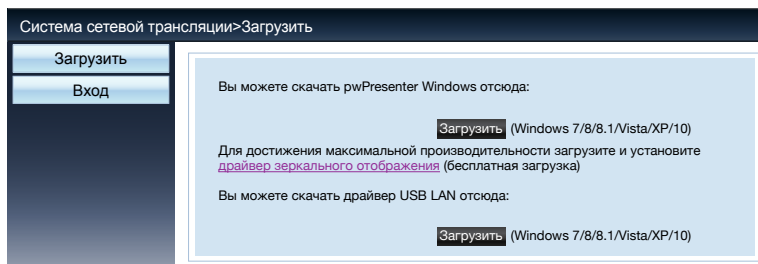 Система сетевой трансляции>Загрузить
Загрузить
Вход
Вы можете скачать pwPresenter Windows отсюда:
Загрузить (Windows 7/8/8.1/Vista/XP/10)
Для достижения максимальной производительности загрузите и установите
драйвер зеркального отображения (бесплатная загрузка)
Вы можете скачать драйвер USB LAN отсюда:
Загрузить (Windows 7/8/8.1/Vista/XP/10)